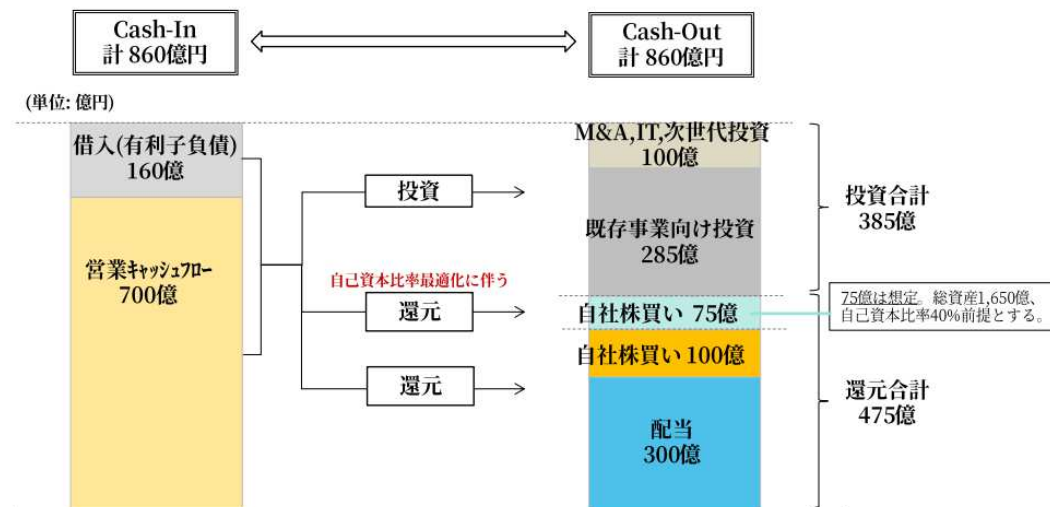 Cash-In
計 860億円
Cash-Out
計 860億円
(単位: 億円)
借入(有利子負債)
160億
営業ｷｬｯｼｭﾌﾛｰ
700億
投資
自己資本比率最適化に伴う
還元
還元
M&A,IT,次世代投資
100億
既存事業向け投資
285億
自社株買い 75億
自社株買い 100億
配当
300億
投資合計
385億
75億は想定。総資産1,650億、
自己資本比率40%前提とする。
還元合計
475億